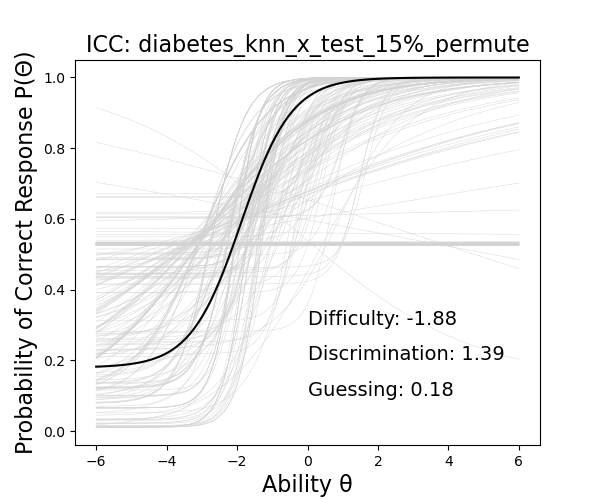 ICC: diabetes_knn_x_test_15%_permute
Probability of Correct Response P(Θ)
1.0
0.8
0.6
0.4
0.2
0.0
Difficulty: -1.88
Discrimination: 1.39
Guessing: 0.18
−6 −4 −2 0 2 4 6
Ability θ